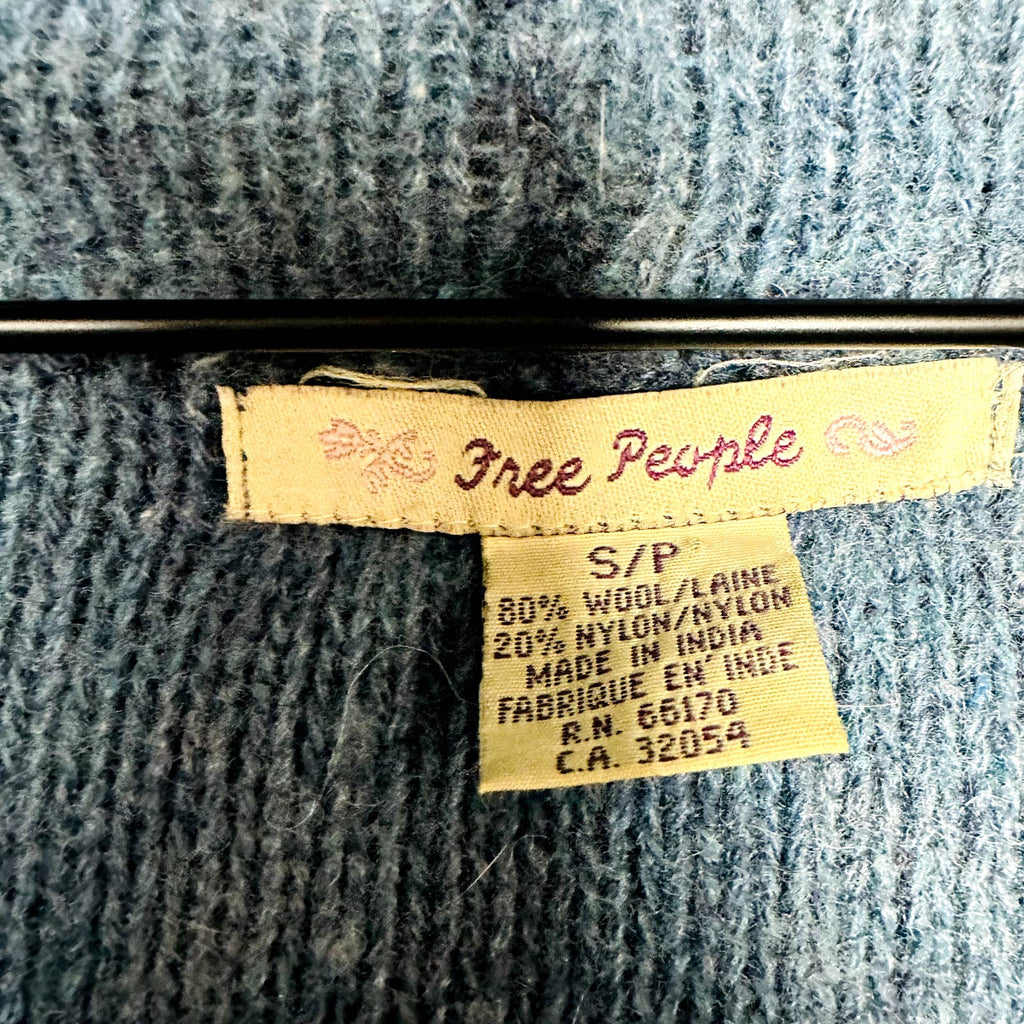 Free People
S/P
80% WOOL/LAINE
20% NYLON/NYLON
MADE IN INDIA
FABRIQUE EN INDE
R.N. 66170
C.A. 32054